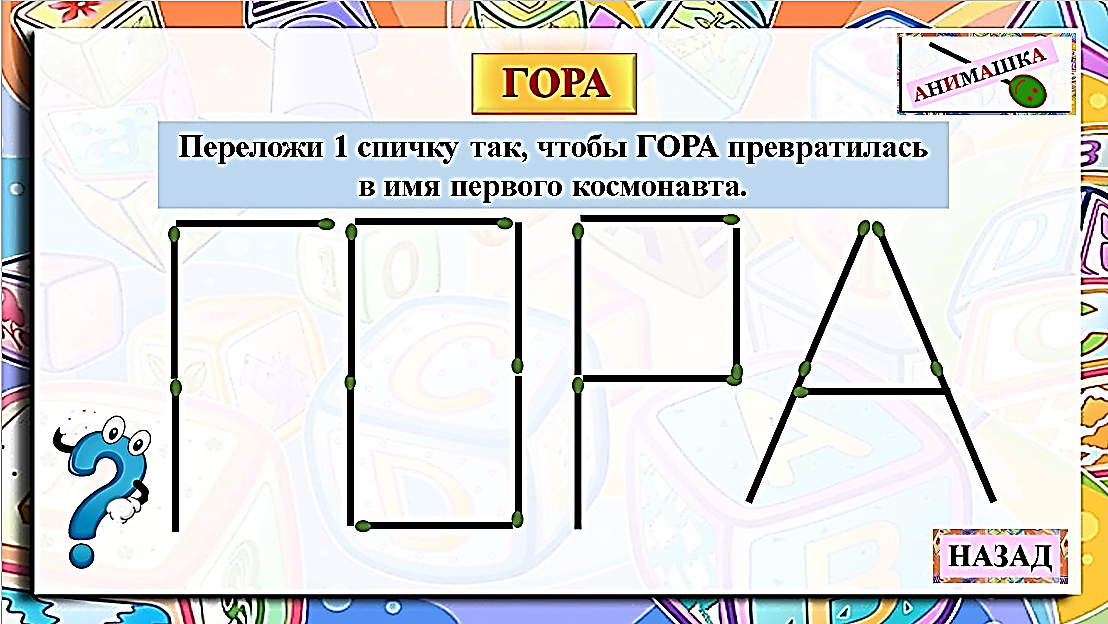 ГОРА
АНИМАШКА
Переложи 1 спичку так, чтобы ГОРА превратилась
в имя первого космонавта.
ГОРА
НАЗАД